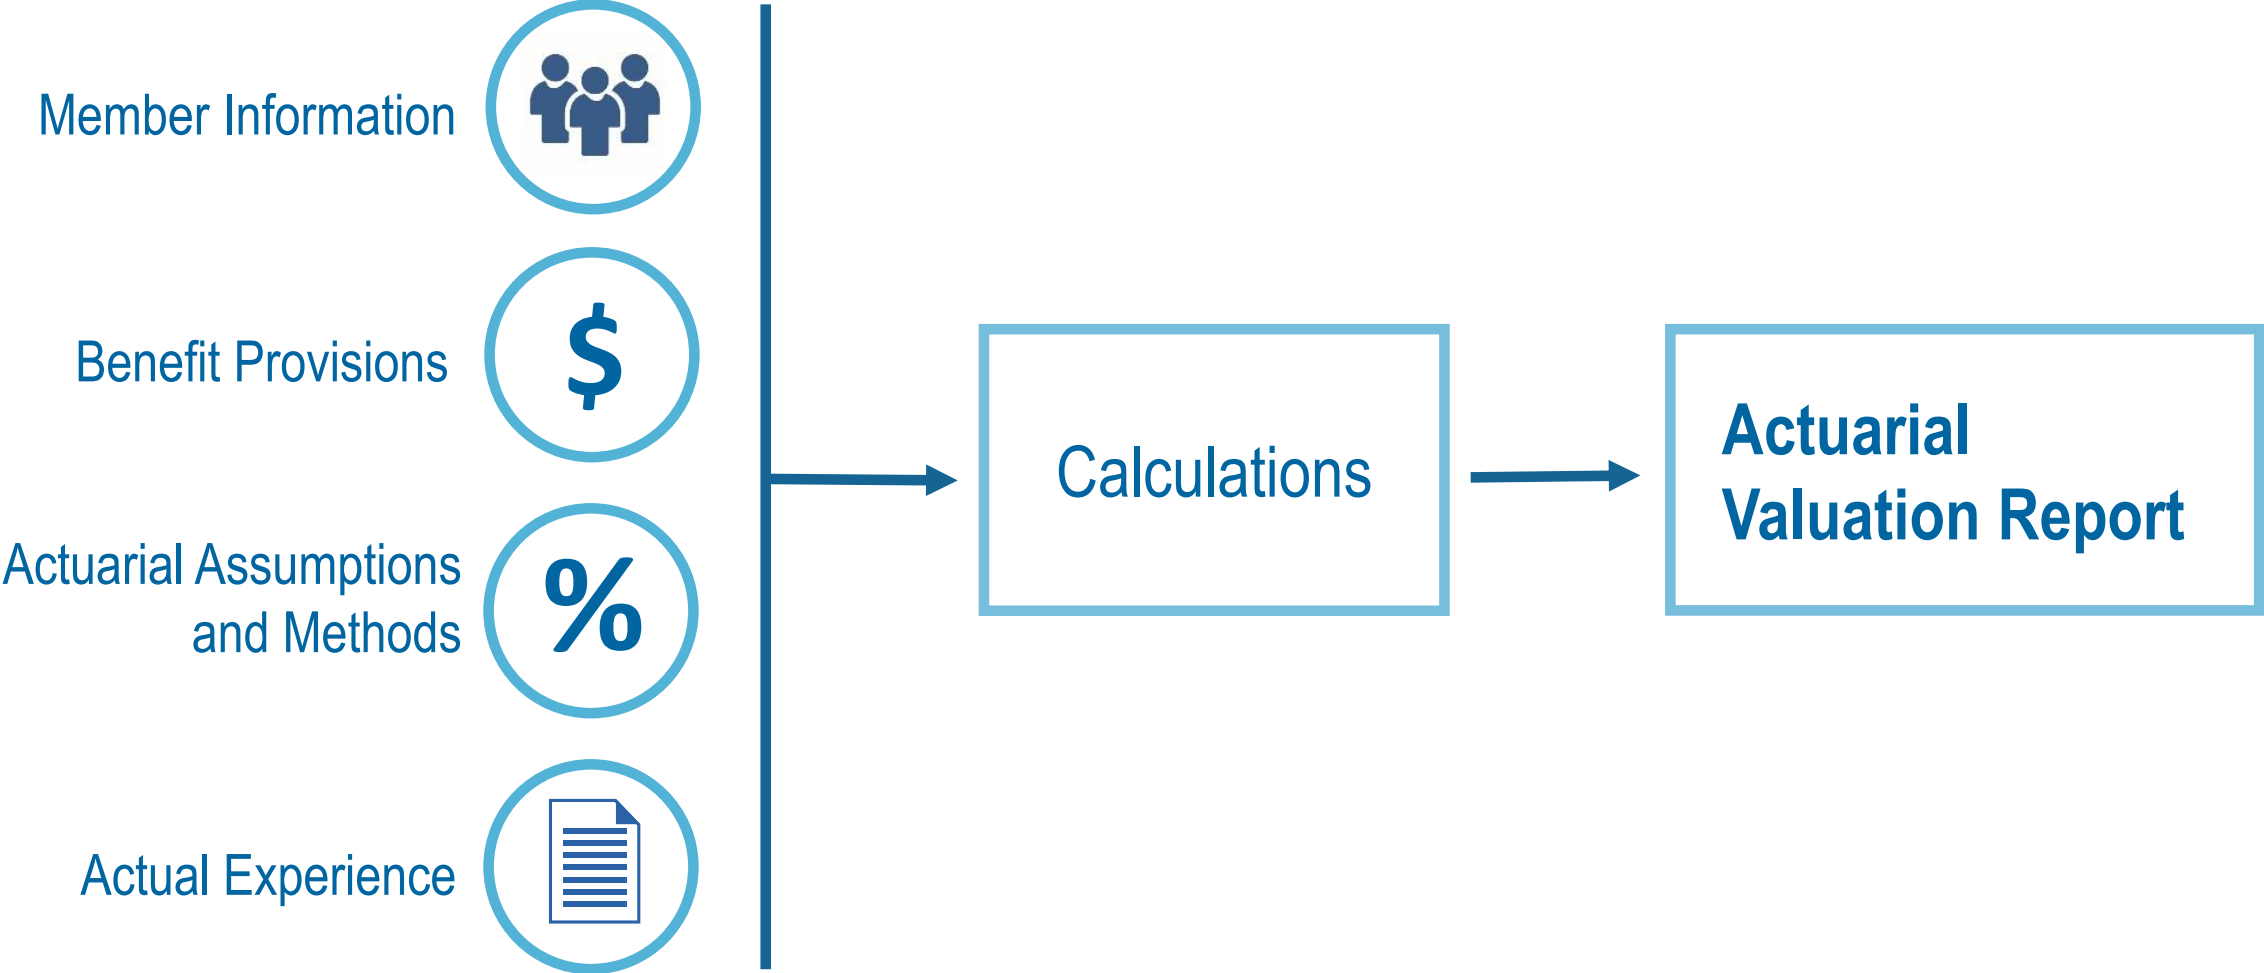 Member Information
Benefit Provisions
$
Actuarial Assumptions
and Methods
%
Actual Experience
Calculations
Actuarial
Valuation Report